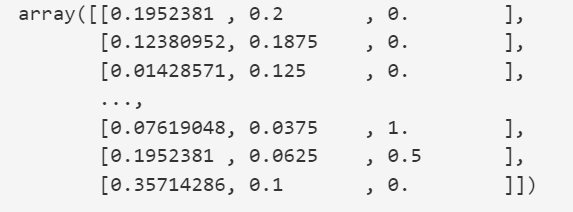 array([[0.1952381 , 0.2       , 0.        ],
       [0.12380952, 0.1875    , 0.        ],
       [0.01428571, 0.125     , 0.        ],
       ...,
       [0.07619048, 0.0375    , 1.        ],
       [0.1952381 , 0.0625    , 0.5       ],
       [0.35714286, 0.1       , 0.        ]])